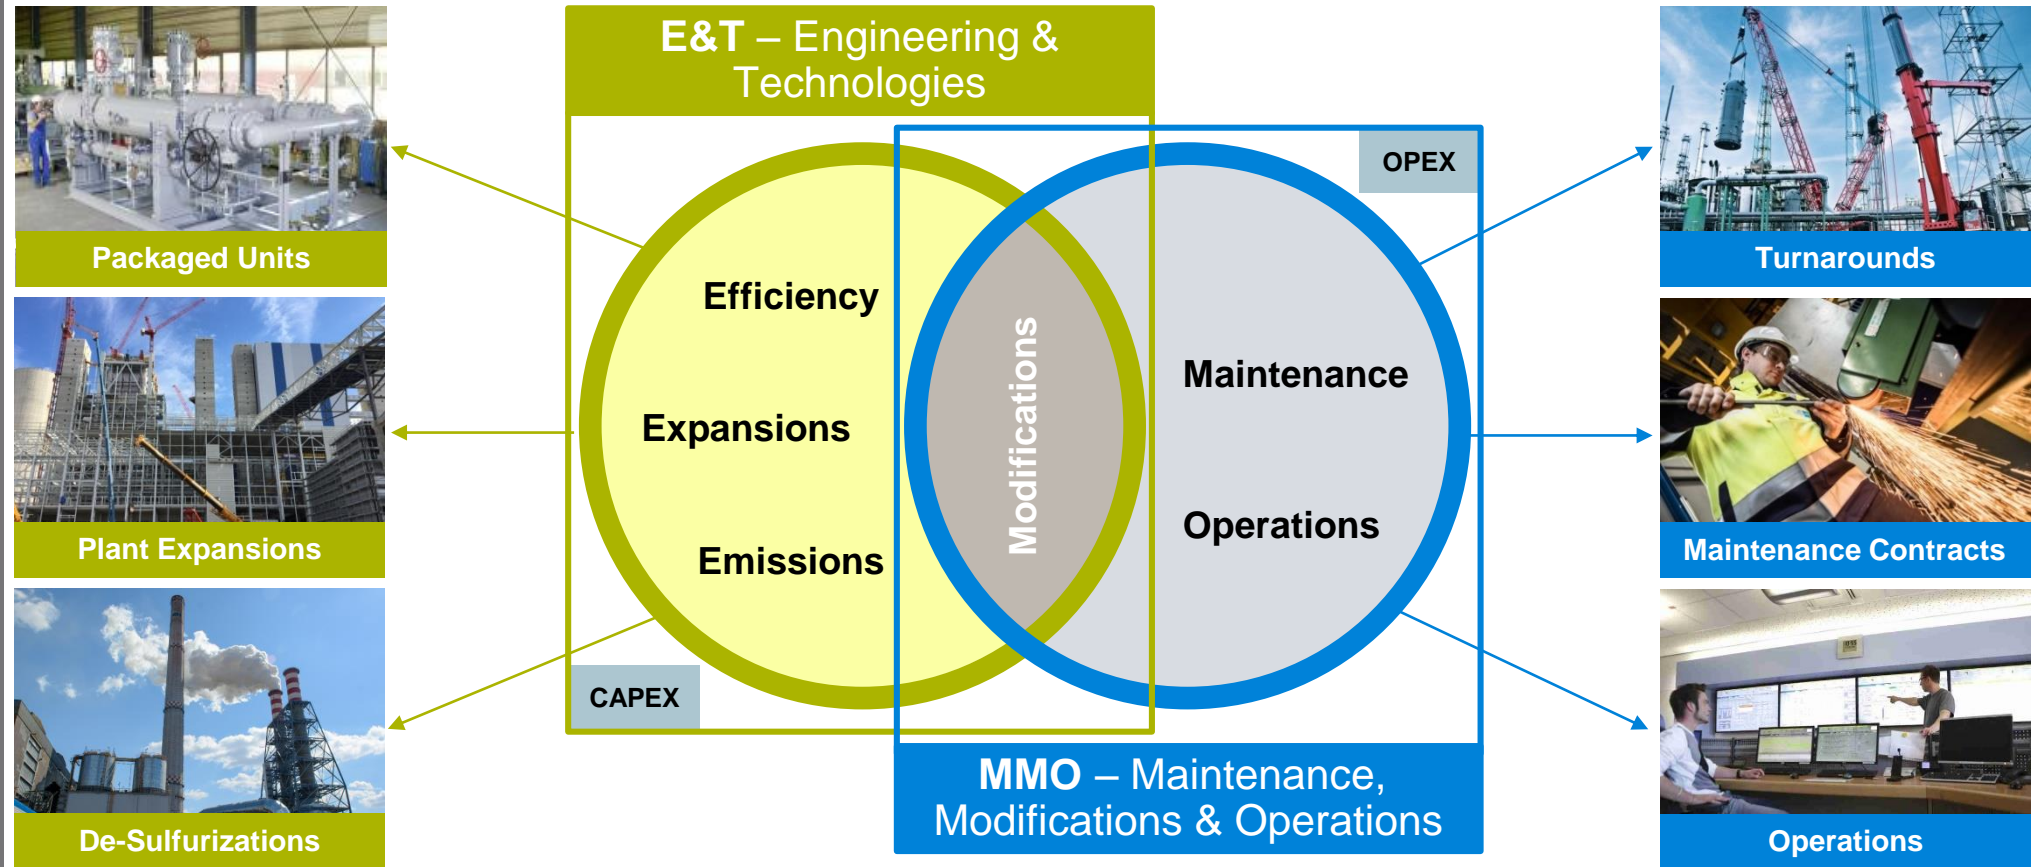 E&T – Engineering &
Technologies
Packaged Units
Plant Expansions
De-Sulfurizations
Efficiency
Expansions
Emissions
CAPEX
Modifications
OPEX
Maintenance
Operations
MMO – Maintenance,
Modifications & Operations
Turnarounds
Maintenance Contracts
Operations